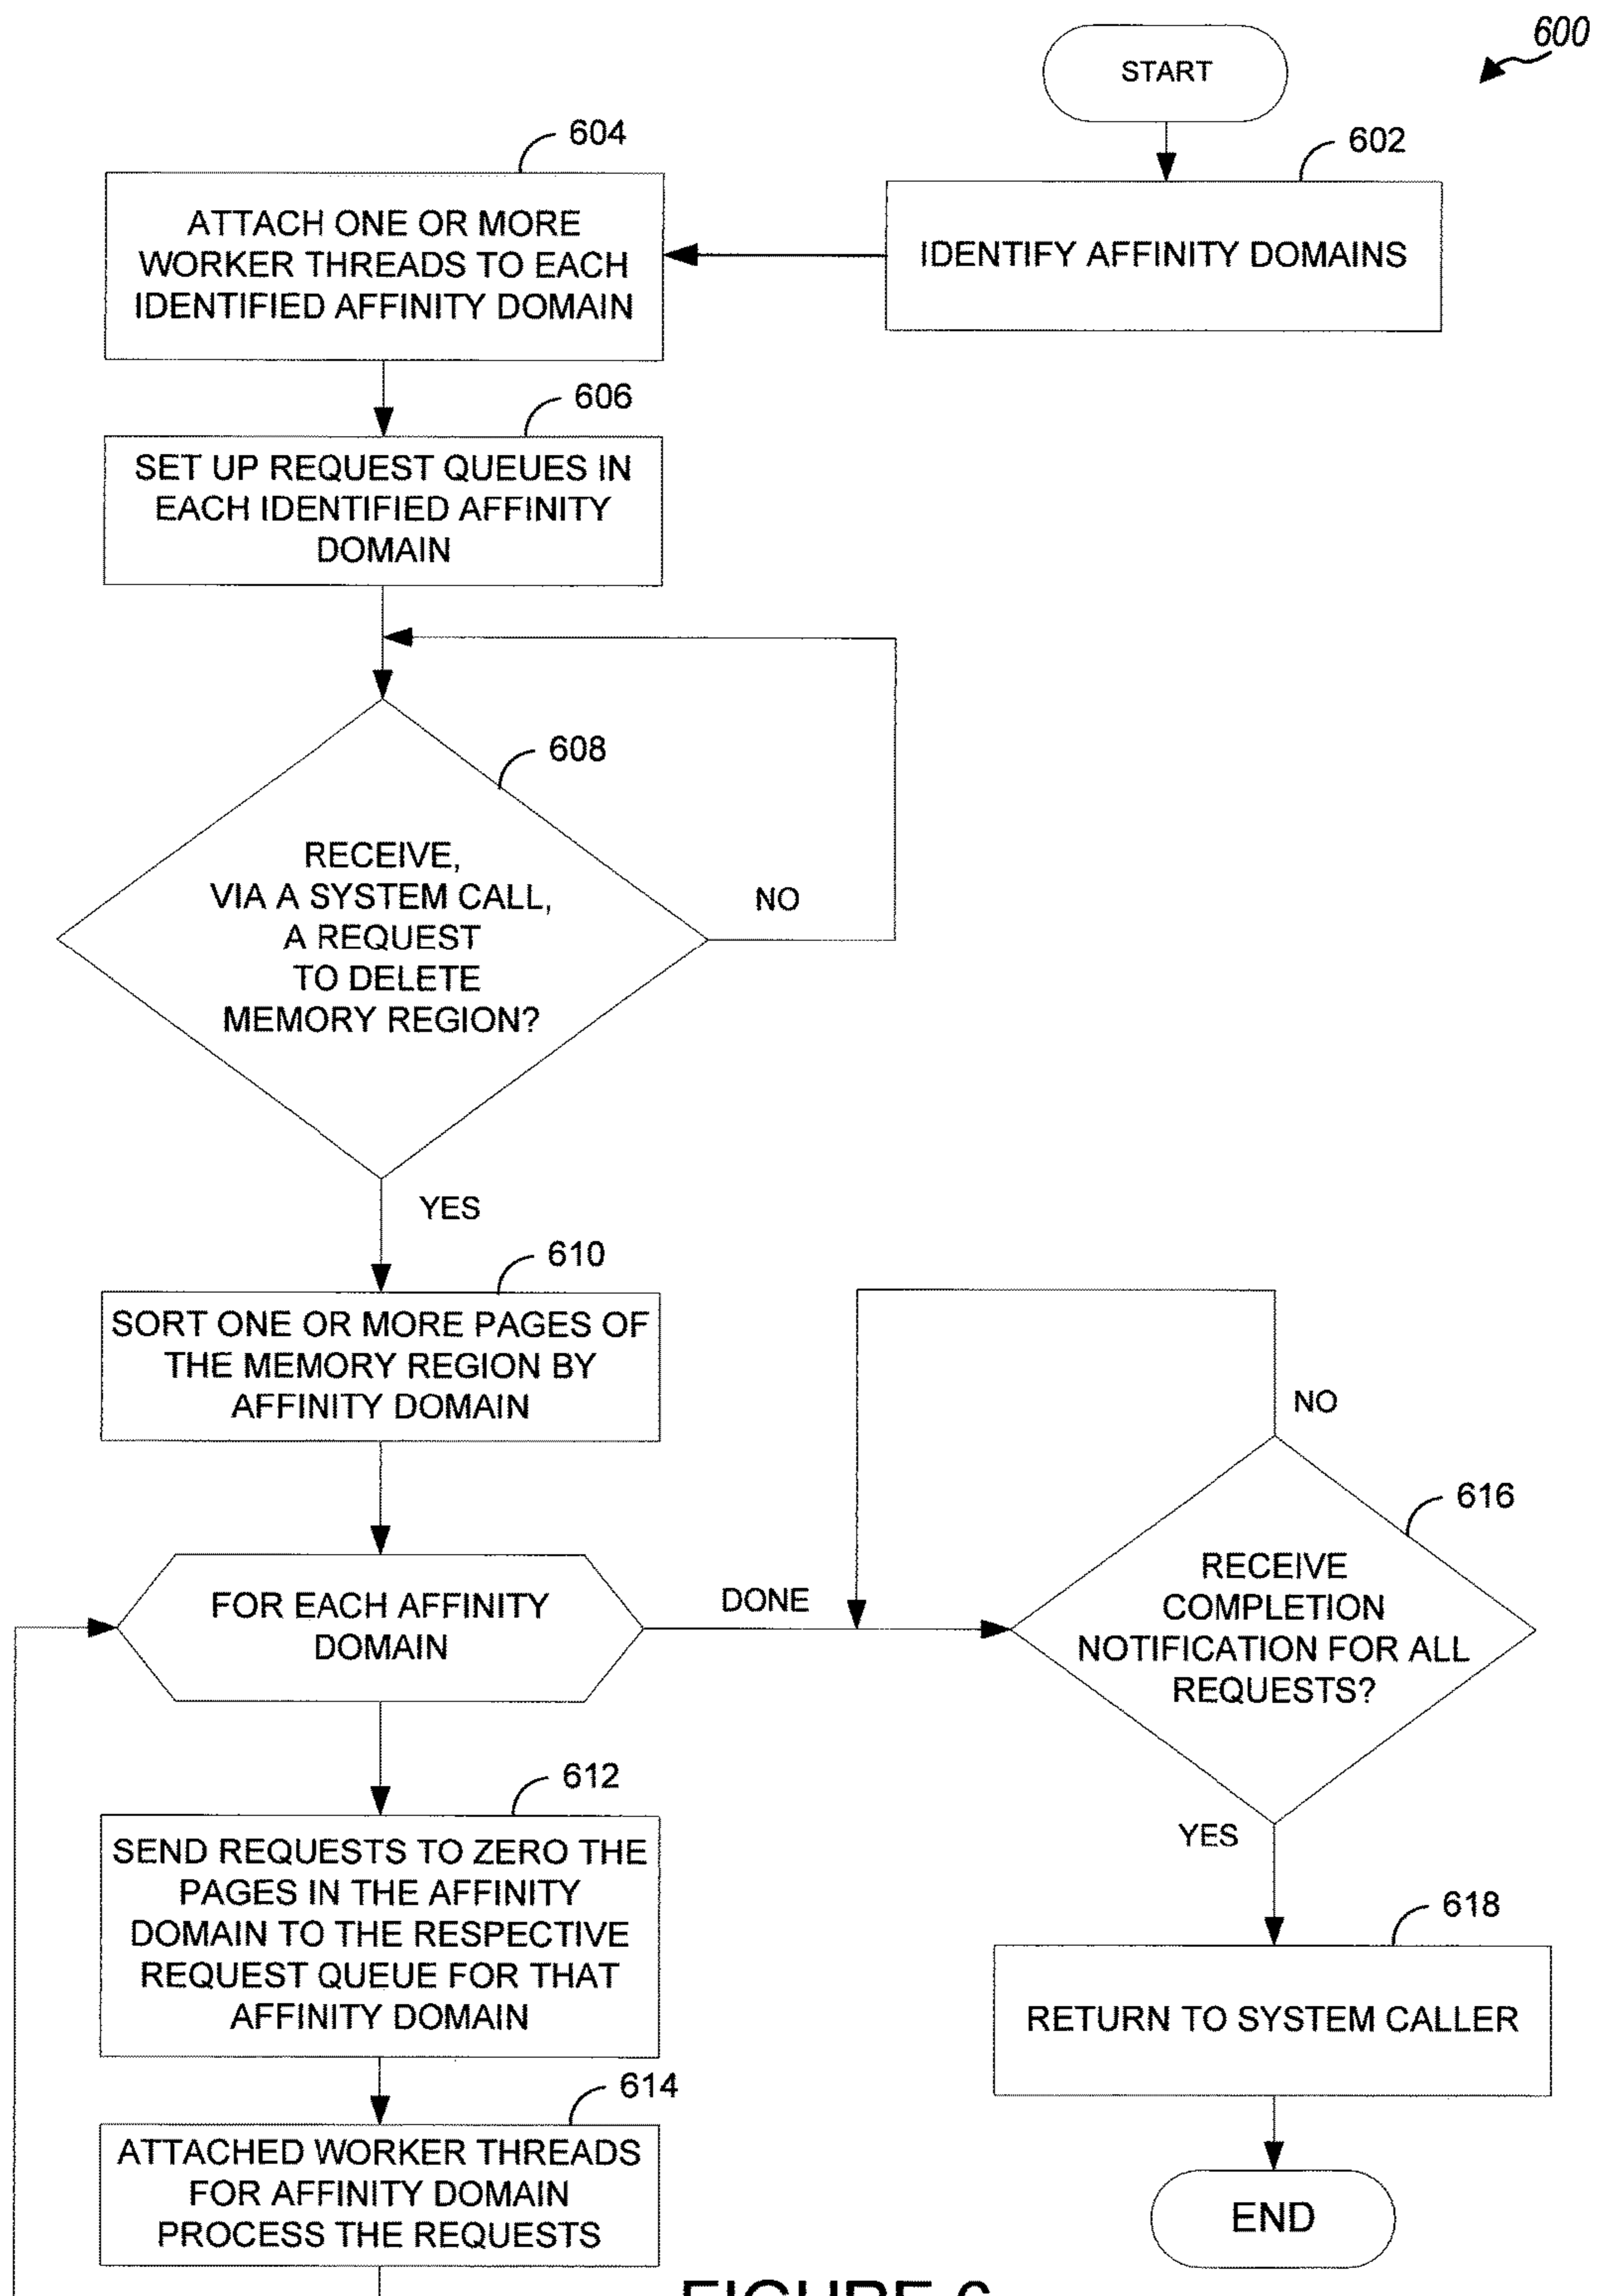 600
START
602
IDENTIFY AFFINITY DOMAINS
604
ATTACH ONE OR MORE
WORKER THREADS TO EACH
IDENTIFIED AFFINITY DOMAIN
606
SET UP REQUEST QUEUES IN
EACH IDENTIFIED AFFINITY
DOMAIN
608
RECEIVE,
VIA A SYSTEM CALL,
A REQUEST
TO DELETE
MEMORY REGION?
NO
YES
610
SORT ONE OR MORE PAGES OF
THE MEMORY REGION BY
AFFINITY DOMAIN
FOR EACH AFFINITY
DOMAIN
DONE
612
SEND REQUESTS TO ZERO THE
PAGES IN THE AFFINITY
DOMAIN TO THE RESPECTIVE
REQUEST QUEUE FOR THAT
AFFINITY DOMAIN
614
ATTACHED WORKER THREADS
FOR AFFINITY DOMAIN
PROCESS THE REQUESTS
616
RECEIVE
COMPLETION
NOTIFICATION FOR ALL
REQUESTS?
NO
YES
618
RETURN TO SYSTEM CALLER
END
FIGURE 6